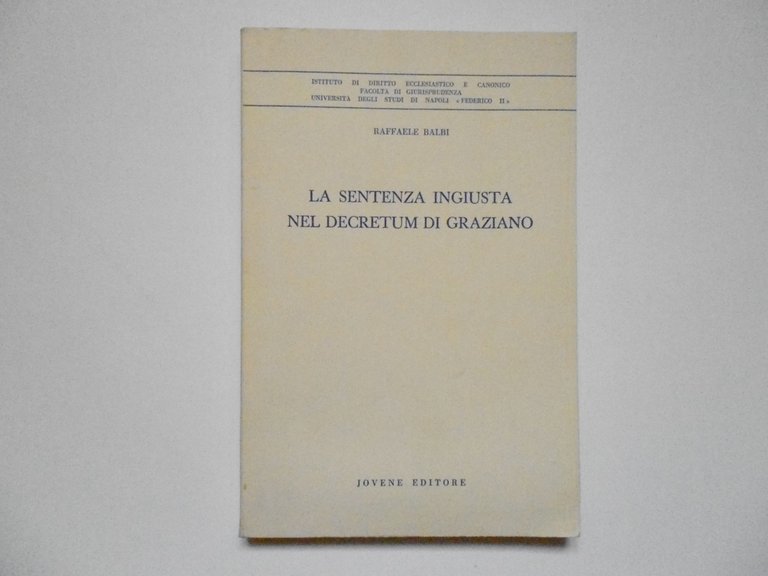 ISTITUTO DI DIRITTO ECCLESIASTICO E CANONICO
FACOLTÀ DI GIURISPRUDENZA
UNIVERSITÀ DEGLI STUDI DI NAPOLI «FEDERICO II»
RAFFAELE BALBI
LA SENTENZA INGIUSTA
NEL DECRETUM DI GRAZIANO
JOVENE EDITORE